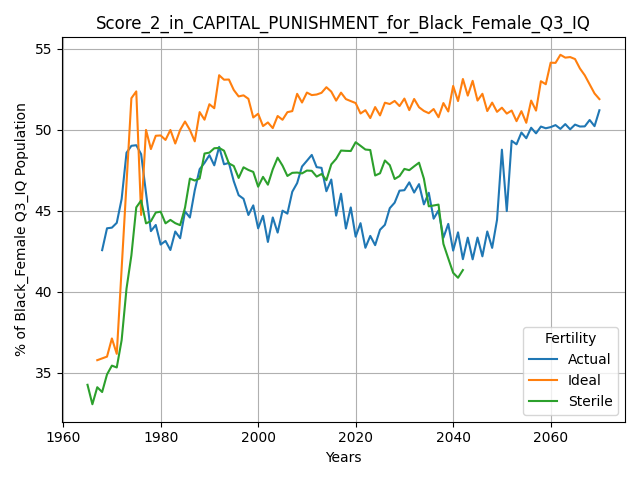 Score_2_in_CAPITAL_PUNISHMENT_for_Black_Female_Q3_IQ
% of Black_Female Q3_IQ Population
55
50
45
40
35
1960
1980
2000
2020
2040
2060
Years
Fertility
Actual
Ideal
Sterile